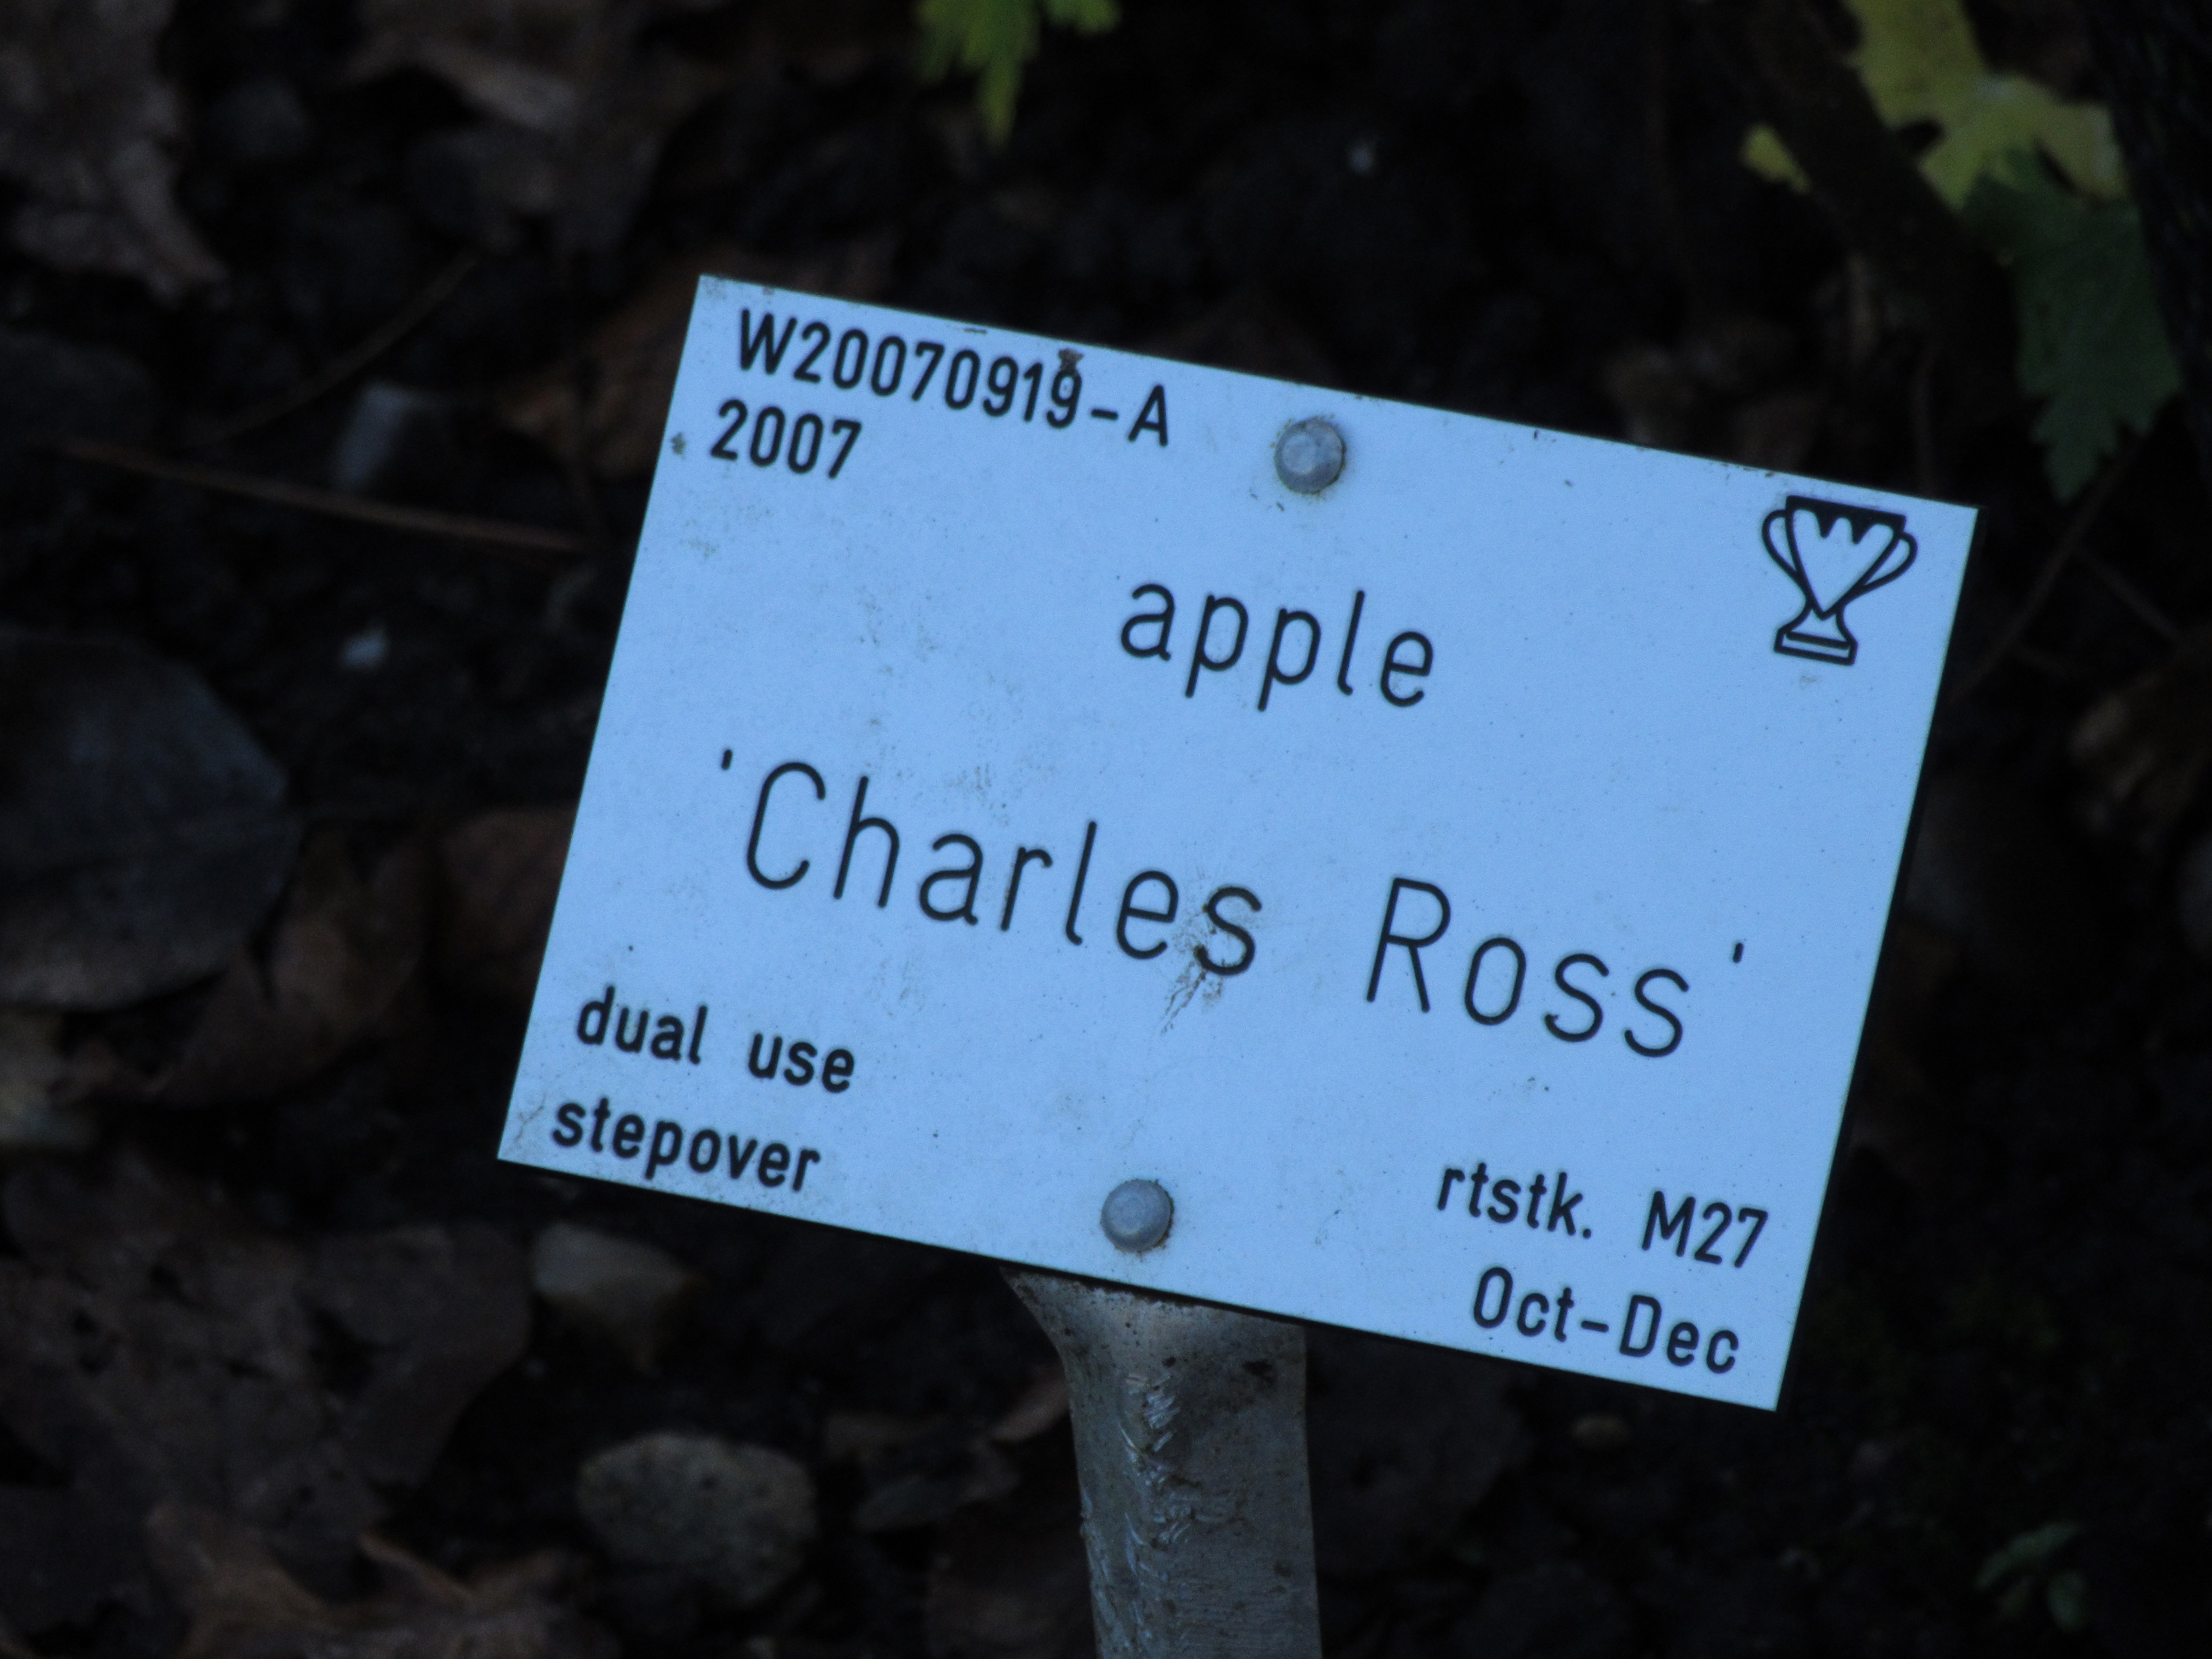 W20070919-A
2007
apple
'Charles Ross'
dual use
stepover
rtstk. M27
Oct-Dec